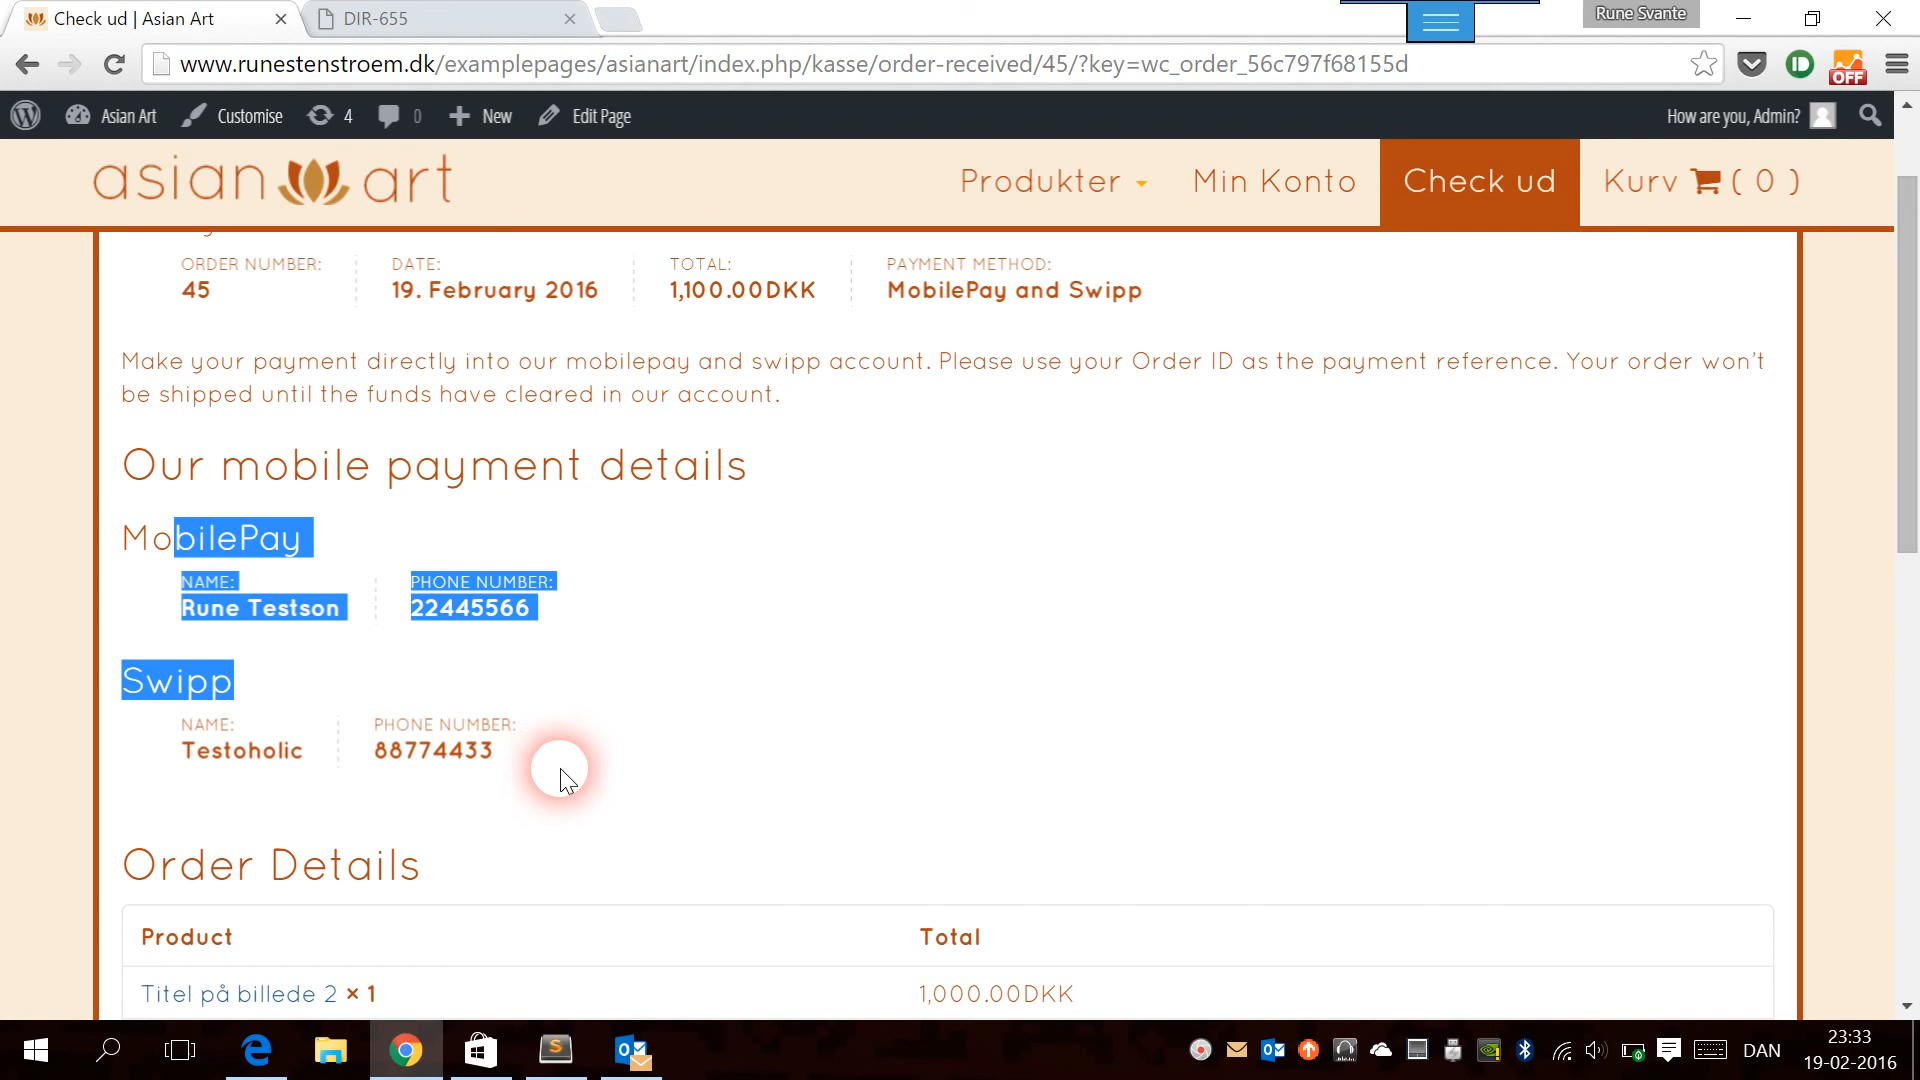 Check ud | Asian Art
DIR-655
Rune Svante
www.runestenstroem.dk/examplepages/asianart/index.php/kasse/order-received/45/?key=wc_order_56c797f68155d
OFF
Asian Art
Customise
4
0
New
Edit Page
How are you, Admin?
asian art
Produkter
Min Konto
Check ud
Kurv ( 0 )
ORDER NUMBER:
45
DATE:
19. February 2016
TOTAL:
1,100.00DKK
PAYMENT METHOD:
MobilePay and Swipp
Make your payment directly into our mobilepay and swipp account. Please use your Order ID as the payment reference. Your order won't
be shipped until the funds have cleared in our account.
Our mobile payment details
MobilePay
NAME:
Rune Testson
PHONE NUMBER:
22445566
Swipp
NAME:
Testoholic
PHONE NUMBER:
88774433
Order Details
Product
Total
Titel på billede 2 × 1
1,000.00DKK
DAN
23:33
19-02-2016